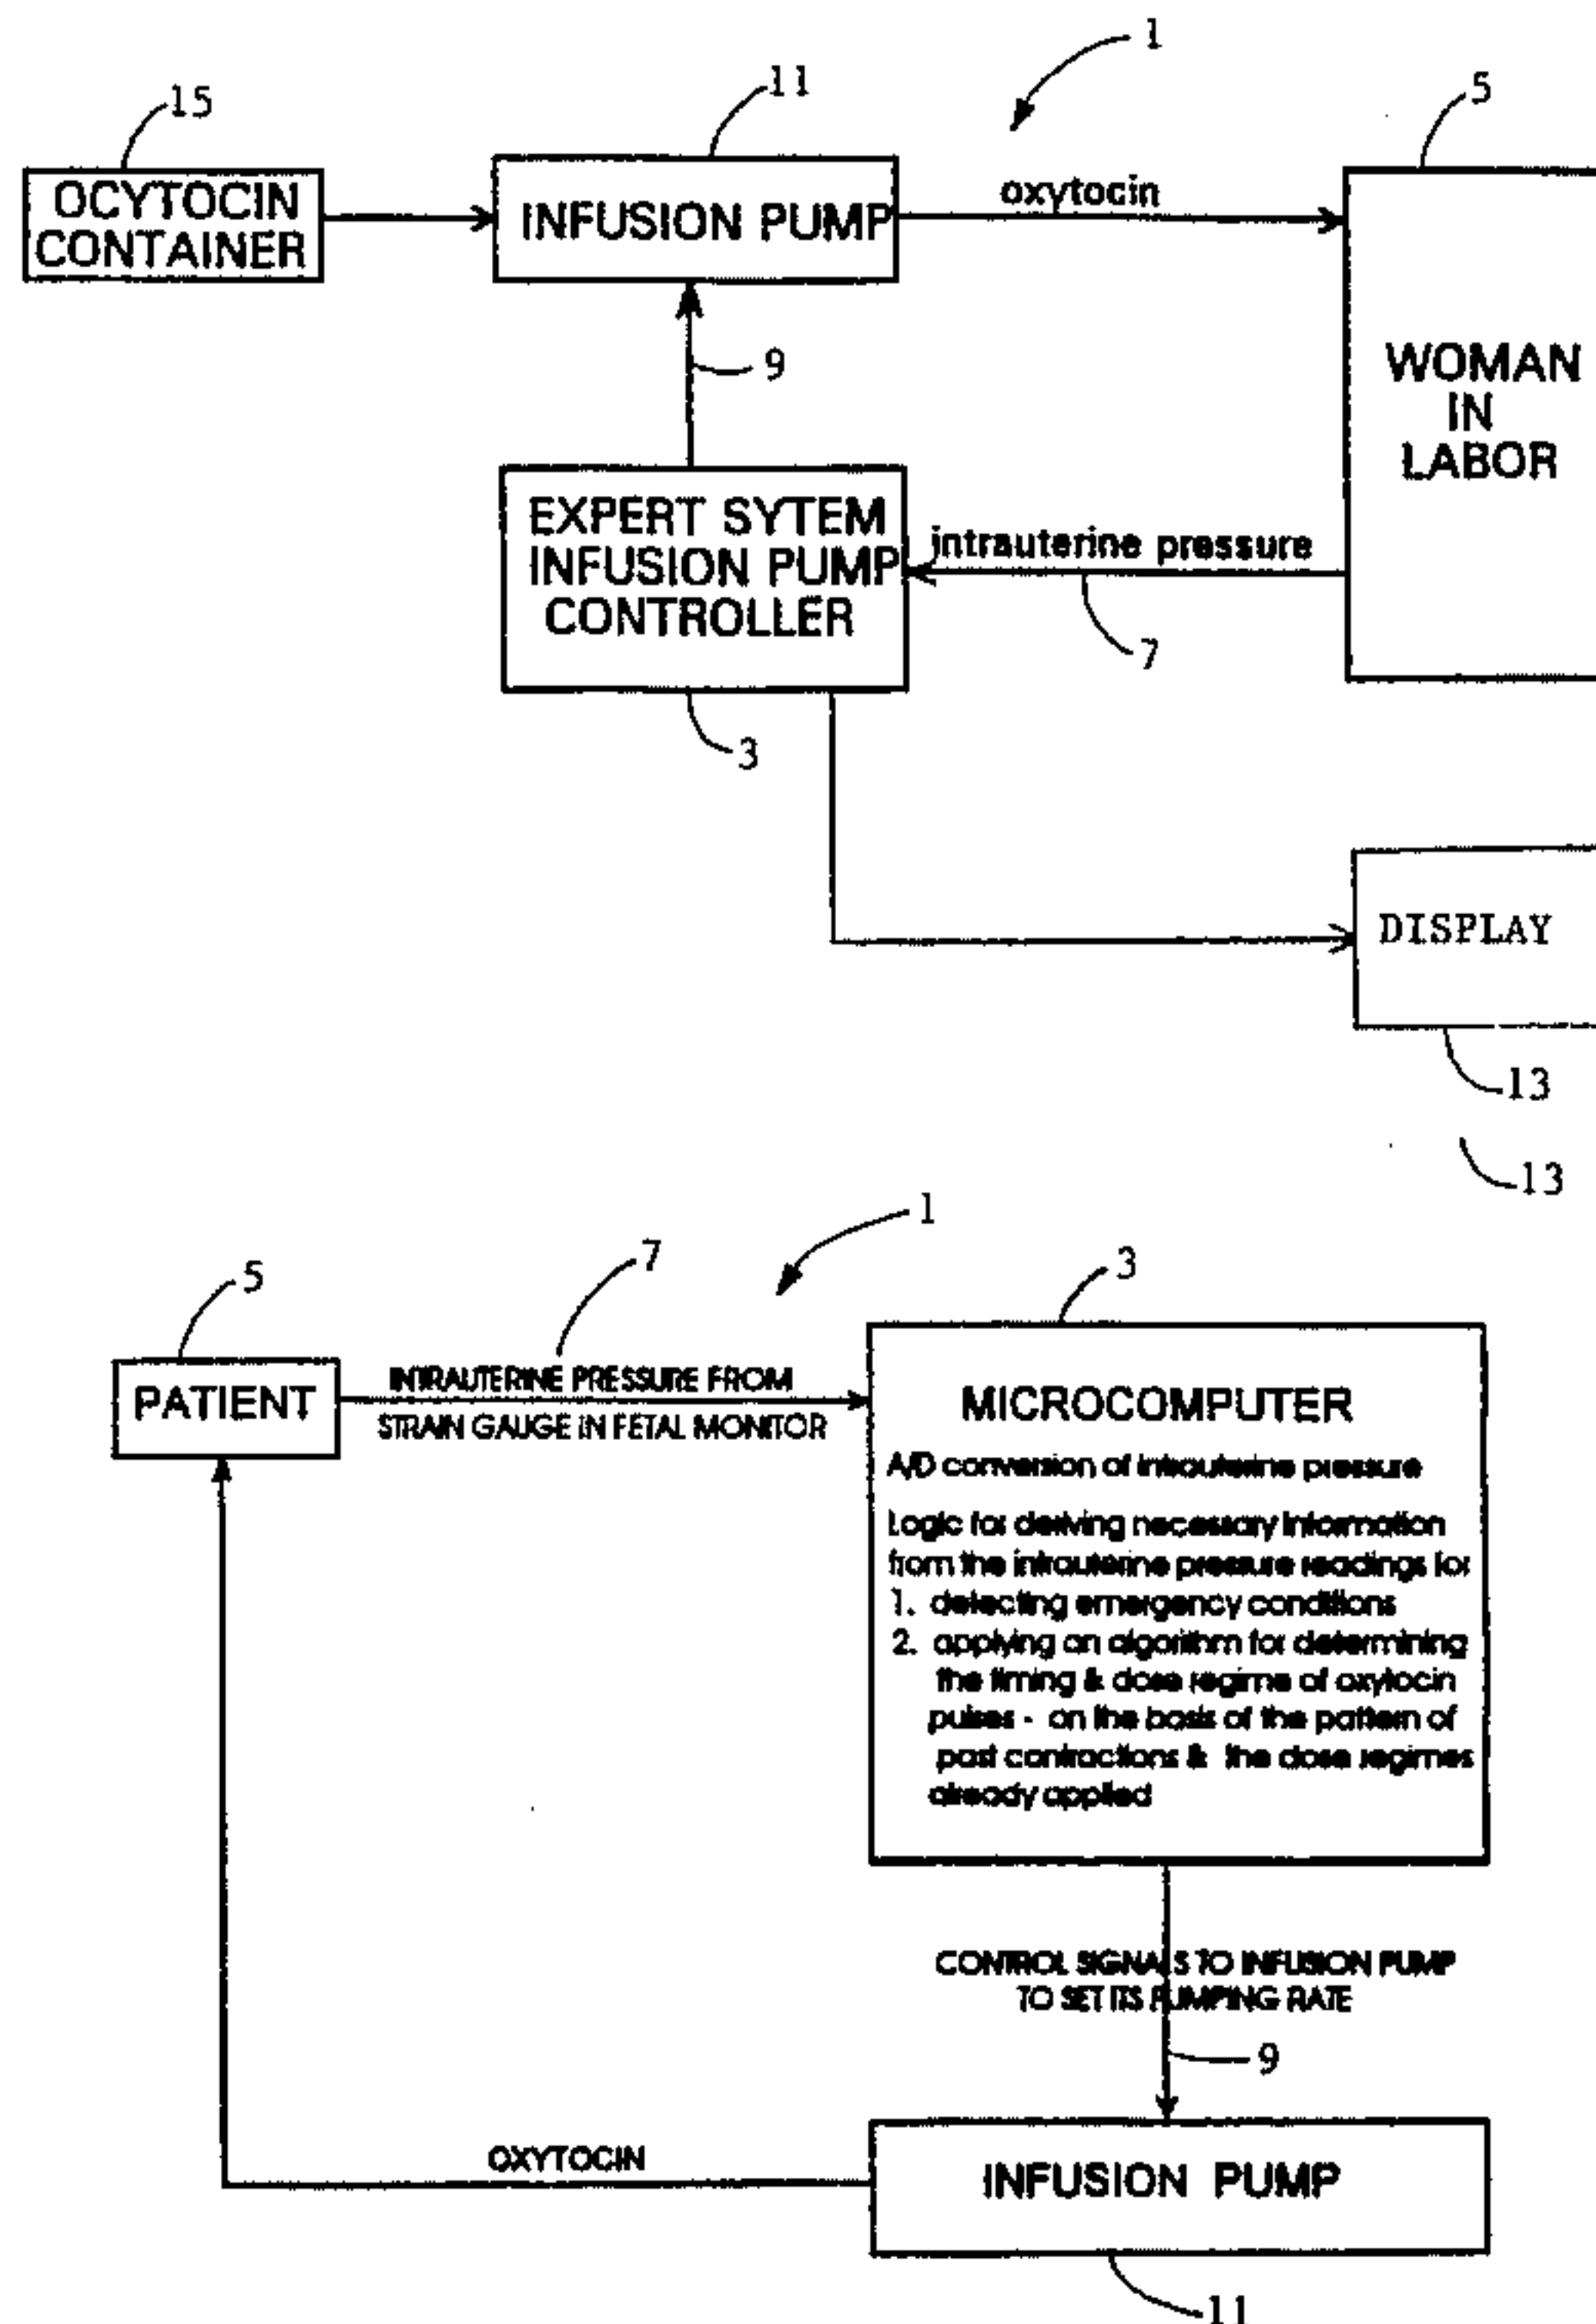 1
11
5
15
OCYTOCIN
CONTAINER
INFUSION PUMP
oxytocin
WOMAN
IN
LABOR
9
EXPERT SYTEM
INFUSION PUMP
CONTROLLER
intrauterine pressure
7
3
DISPLAY
13
13
1
7
3
5
PATIENT
INTRAUTERINE PRESSURE FROM
STRAIN GAUGE IN FETAL MONITOR
MICROCOMPUTER
A/D conversion of intrauterine pressure
Logic for deriving necessary information
from the intrauterine pressure readings for
1. detecting emergency conditions
2. applying an algorithm for determining
the timing & dose regime of oxytocin
pulses - on the basis of the pattern of
past contractions & the dose regimes
already applied
CONTROL SIGNALS TO INFUSION PUMP
TO SET ITS PUMPING RATE
9
OXYTOCIN
INFUSION PUMP
11